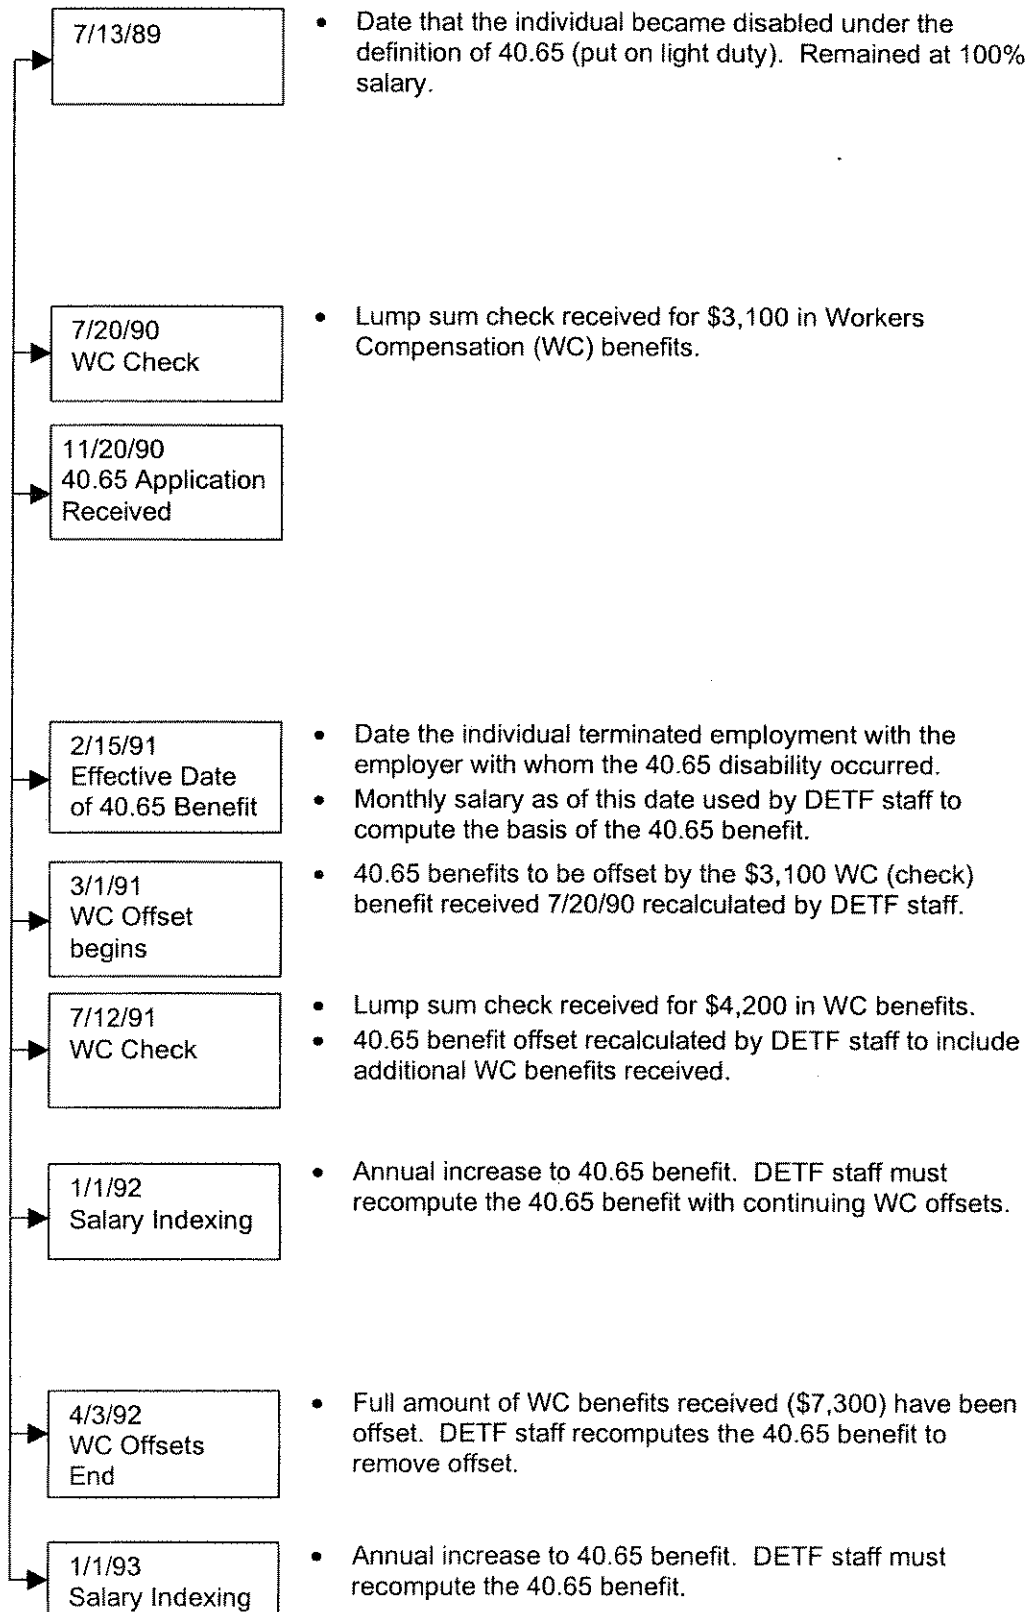 7/13/89
• Date that the individual became disabled under the
definition of 40.65 (put on light duty). Remained at 100%
salary.
7/20/90
WC Check
• Lump sum check received for $3,100 in Workers
Compensation (WC) benefits.
11/20/90
40.65 Application
Received
2/15/91
Effective Date
of 40.65 Benefit
• Date the individual terminated employment with the
employer with whom the 40.65 disability occurred.
• Monthly salary as of this date used by DETF staff to
compute the basis of the 40.65 benefit.
3/1/91
WC Offset
begins
• 40.65 benefits to be offset by the $3,100 WC (check)
benefit received 7/20/90 recalculated by DETF staff.
7/12/91
WC Check
• Lump sum check received for $4,200 in WC benefits.
• 40.65 benefit offset recalculated by DETF staff to include
additional WC benefits received.
1/1/92
Salary Indexing
• Annual increase to 40.65 benefit. DETF staff must
recompute the 40.65 benefit with continuing WC offsets.
4/3/92
WC Offsets
End
• Full amount of WC benefits received ($7,300) have been
offset. DETF staff recomputes the 40.65 benefit to
remove offset.
1/1/93
Salary Indexing
• Annual increase to 40.65 benefit. DETF staff must
recompute the 40.65 benefit.